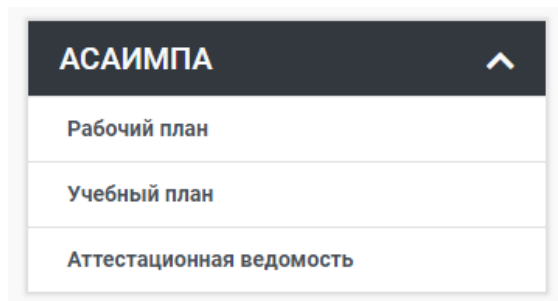 АСАИМПА
Рабочий план
Учебный план
Аттестационная ведомость